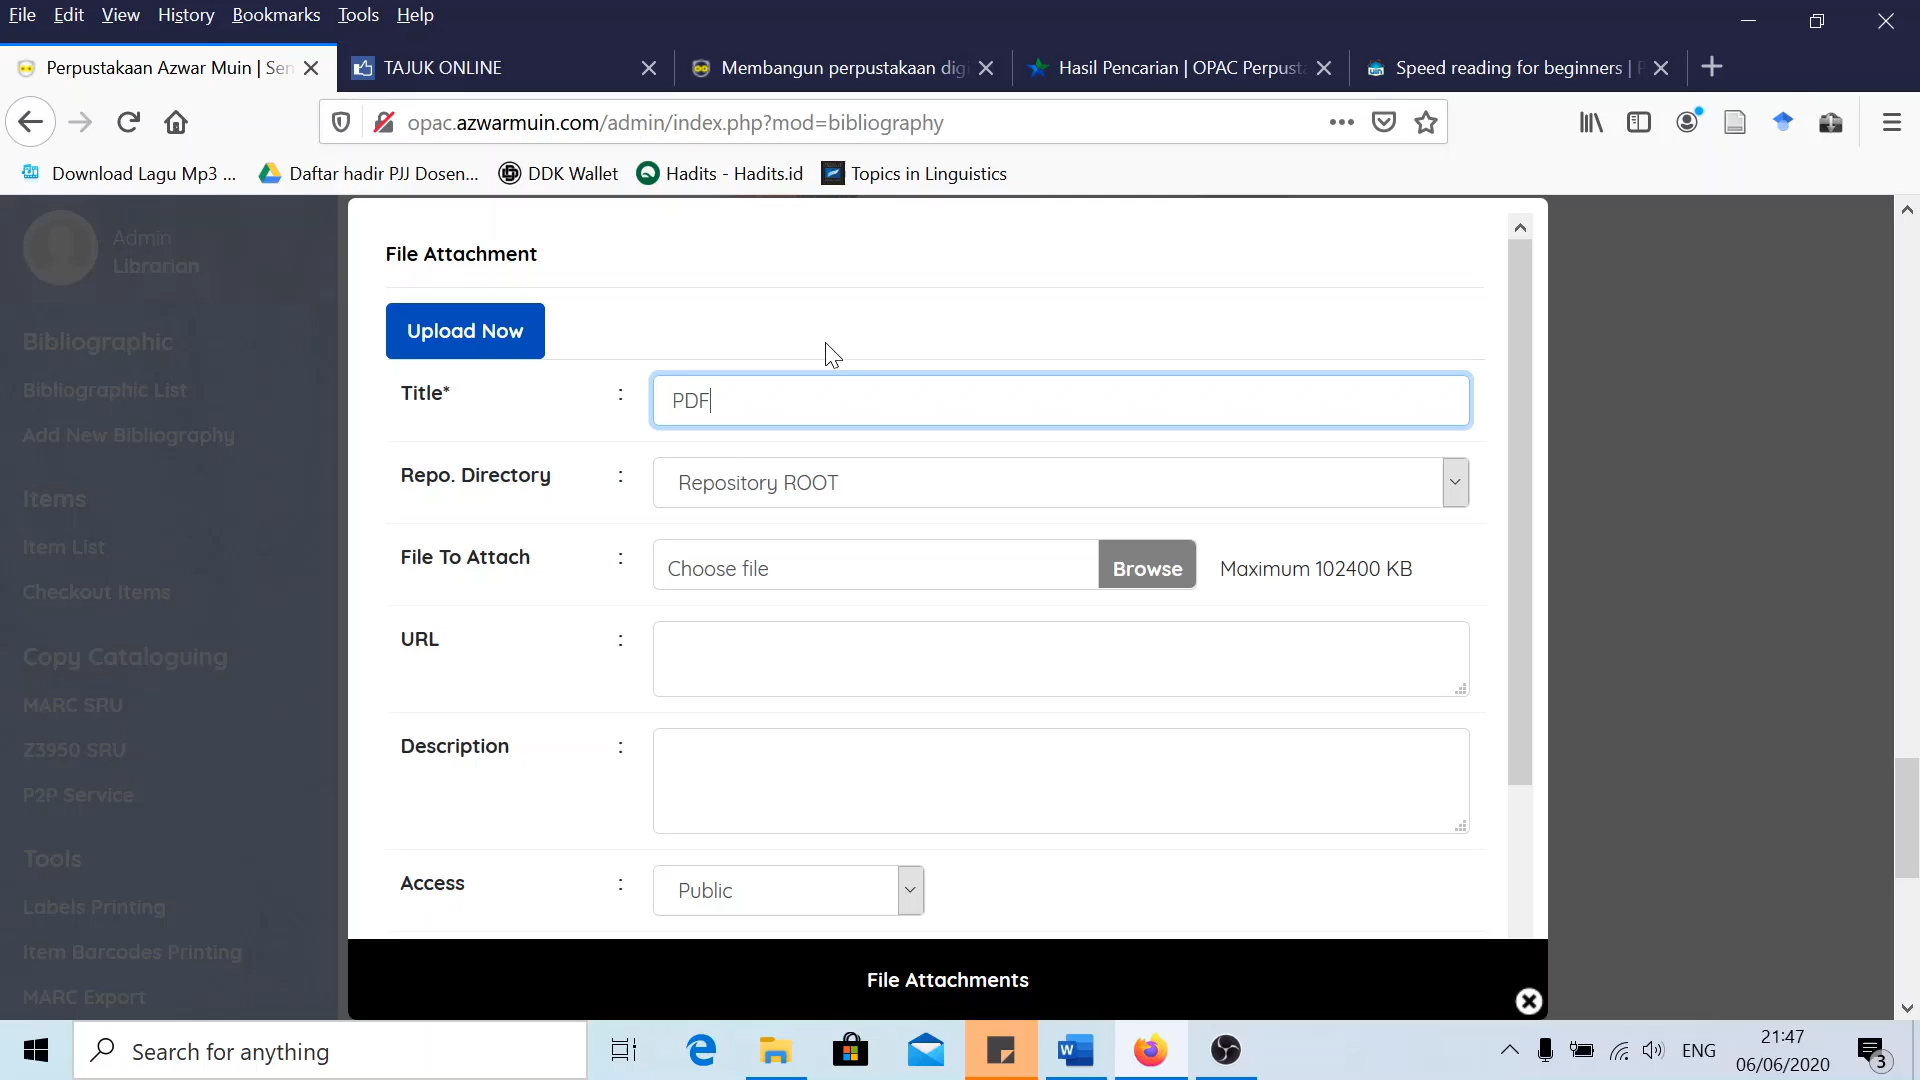 File Edit View History Bookmarks Tools Help
Perpustakaan Azwar Muin | Sen
TAJUK ONLINE
Membangun perpustakaan digi
Hasil Pencarian | OPAC Perpusta
Speed reading for beginners | P
opac.azwarmuin.com/admin/index.php?mod=bibliography
Download Lagu Mp3 ...
Daftar hadir PJJ Dosen...
DDK Wallet
Hadits - Hadits.id
Topics in Linguistics
Admin
Librarian
Bibliographic
Bibliographic List
Add New Bibliography
Items
Item List
Checkout Items
Copy Cataloguing
MARC SRU
Z3950 SRU
P2P Service
Tools
Labels Printing
Item Barcodes Printing
MARC Export
File Attachment
Upload Now
Title* : PDF
Repo. Directory : Repository ROOT
File To Attach : Choose file Browse Maximum 102400 KB
URL :
Description :
Access : Public
File Attachments
Search for anything
ENG
21:47
06/06/2020
3